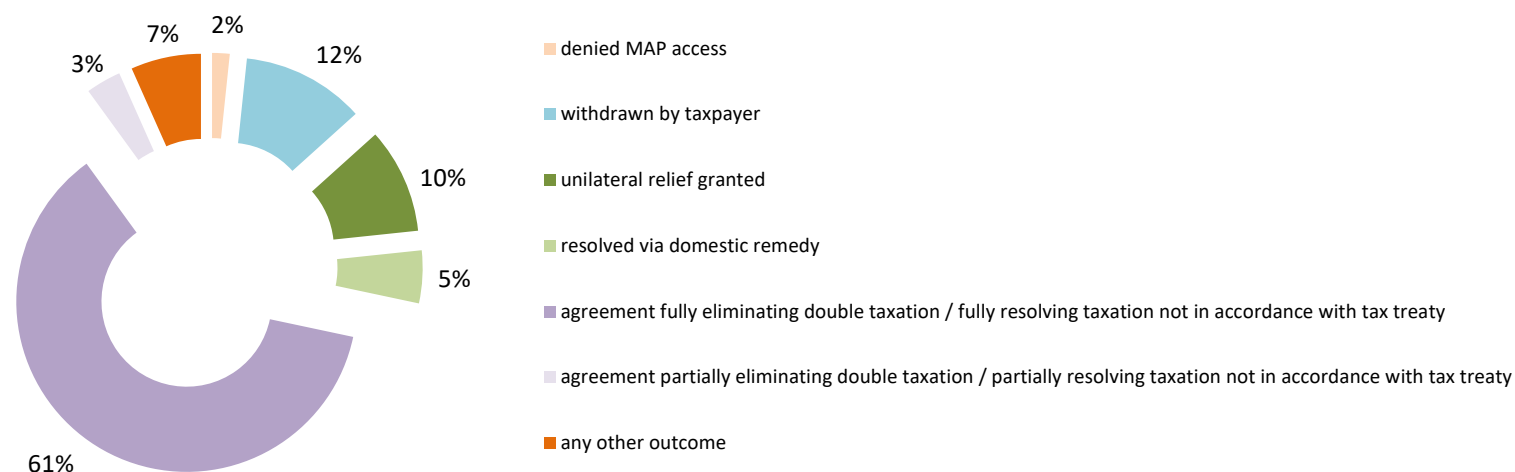 7%
2%
3%
12%
10%
5%
61%
denied MAP access
withdrawn by taxpayer
unilateral relief granted
resolved via domestic remedy
agreement fully eliminating double taxation / fully resolving taxation not in accordance with tax treaty
agreement partially eliminating double taxation / partially resolving taxation not in accordance with tax treaty
any other outcome